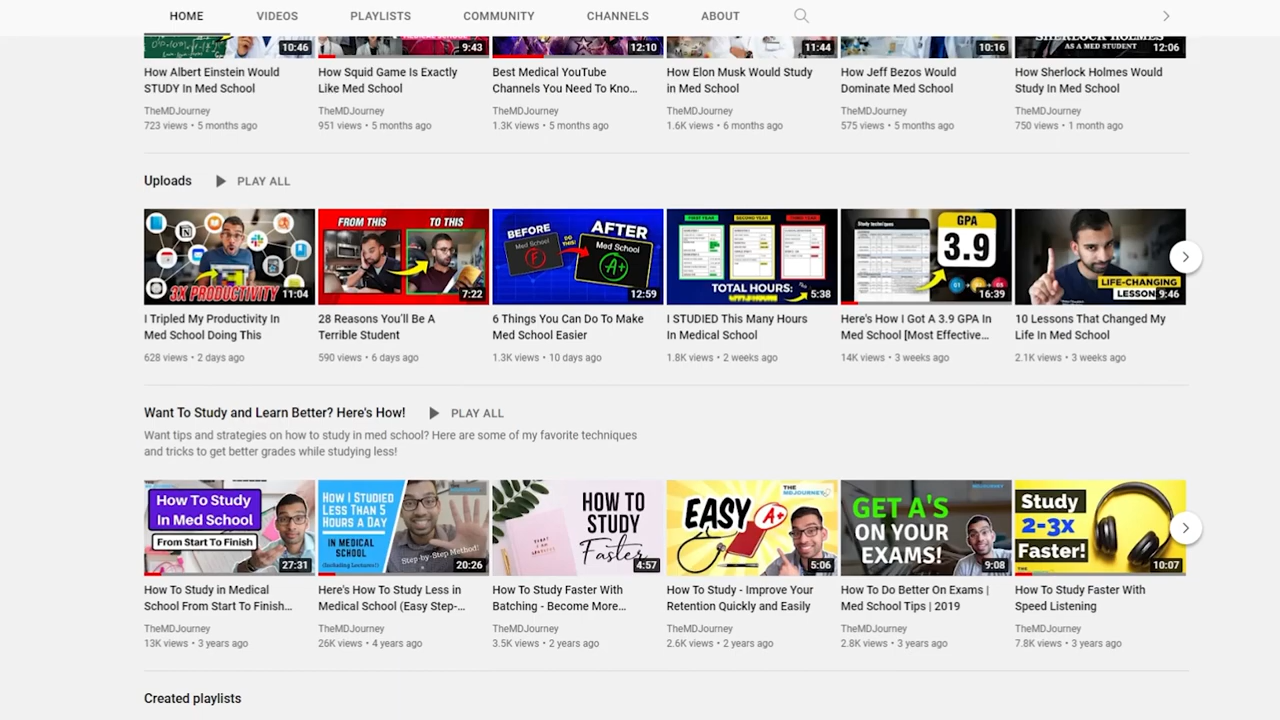 HOME VIDEOS PLAYLISTS COMMUNITY CHANNELS ABOUT
SHERLOCK HOLMES
AS A MED STUDENT
10:46 9:43 12:10 11:44 10:16 12:06
How Albert Einstein Would
STUDY In Med School
TheMDJourney
723 views • 5 months ago
How Squid Game Is Exactly
Like Med School
TheMDJourney
951 views • 5 months ago
Best Medical YouTube
Channels You Need To Kno...
TheMDJourney
1.3K views • 5 months ago
How Elon Musk Would Study
in Med School
TheMDJourney
1.6K views • 6 months ago
How Jeff Bezos Would
Dominate Med School
TheMDJourney
575 views • 5 months ago
How Sherlock Holmes Would
Study In Med School
TheMDJourney
750 views • 1 month ago
Uploads PLAY ALL
3X PRODUCTIVITY
11:04
I Tripled My Productivity In
Med School Doing This
628 views • 2 days ago
FROM THIS TO THIS
7:22
28 Reasons You'll Be A
Terrible Student
590 views • 6 days ago
BEFORE
Med School
F
DO
THIS!
AFTER
Med School
A+
12:59
6 Things You Can Do To Make
Med School Easier
1.3K views • 10 days ago
FIRST YEAR SECOND YEAR THIRD YEAR
TOTAL HOURS:
5:38
I STUDIED This Many Hours
In Medical School
1.8K views • 2 weeks ago
Study techniques
GPA
3.9
16:39
Here's How I Got A 3.9 GPA In
Med School [Most Effective...
14K views • 3 weeks ago
LIFE-CHANGING
LESSON
9:46
10 Lessons That Changed My
Life In Med School
2.1K views • 3 weeks ago
Want To Study and Learn Better? Here's How! PLAY ALL
Want tips and strategies on how to study in med school? Here are some of my favorite techniques
and tricks to get better grades while studying less!
How To Study
In Med School
From Start To Finish
27:31
How To Study in Medical
School From Start To Finish...
TheMDJourney
13K views • 3 years ago
HOW I STUDIED
LESS THAN 5
HOURS A DAY
IN MEDICAL
SCHOOL
(Including Lectures!)
Step-by-Step Method!
20:26
Here's How To Study Less in
Medical School (Easy Step-...
TheMDJourney
26K views • 4 years ago
HOW TO
STUDY
Faster
4:57
How To Study Faster With
Batching - Become More...
TheMDJourney
3.5K views • 2 years ago
THE
MDJOURNEY
EASY A+
5:06
How To Study - Improve Your
Retention Quickly and Easily
TheMDJourney
2.6K views • 2 years ago
GET A'S
ON YOUR
EXAMS!
9:08
How To Do Better On Exams |
Med School Tips | 2019
TheMDJourney
2.8K views • 3 years ago
Study
2-3x
Faster!
10:07
How To Study Faster With
Speed Listening
TheMDJourney
7.8K views • 3 years ago
Created playlists